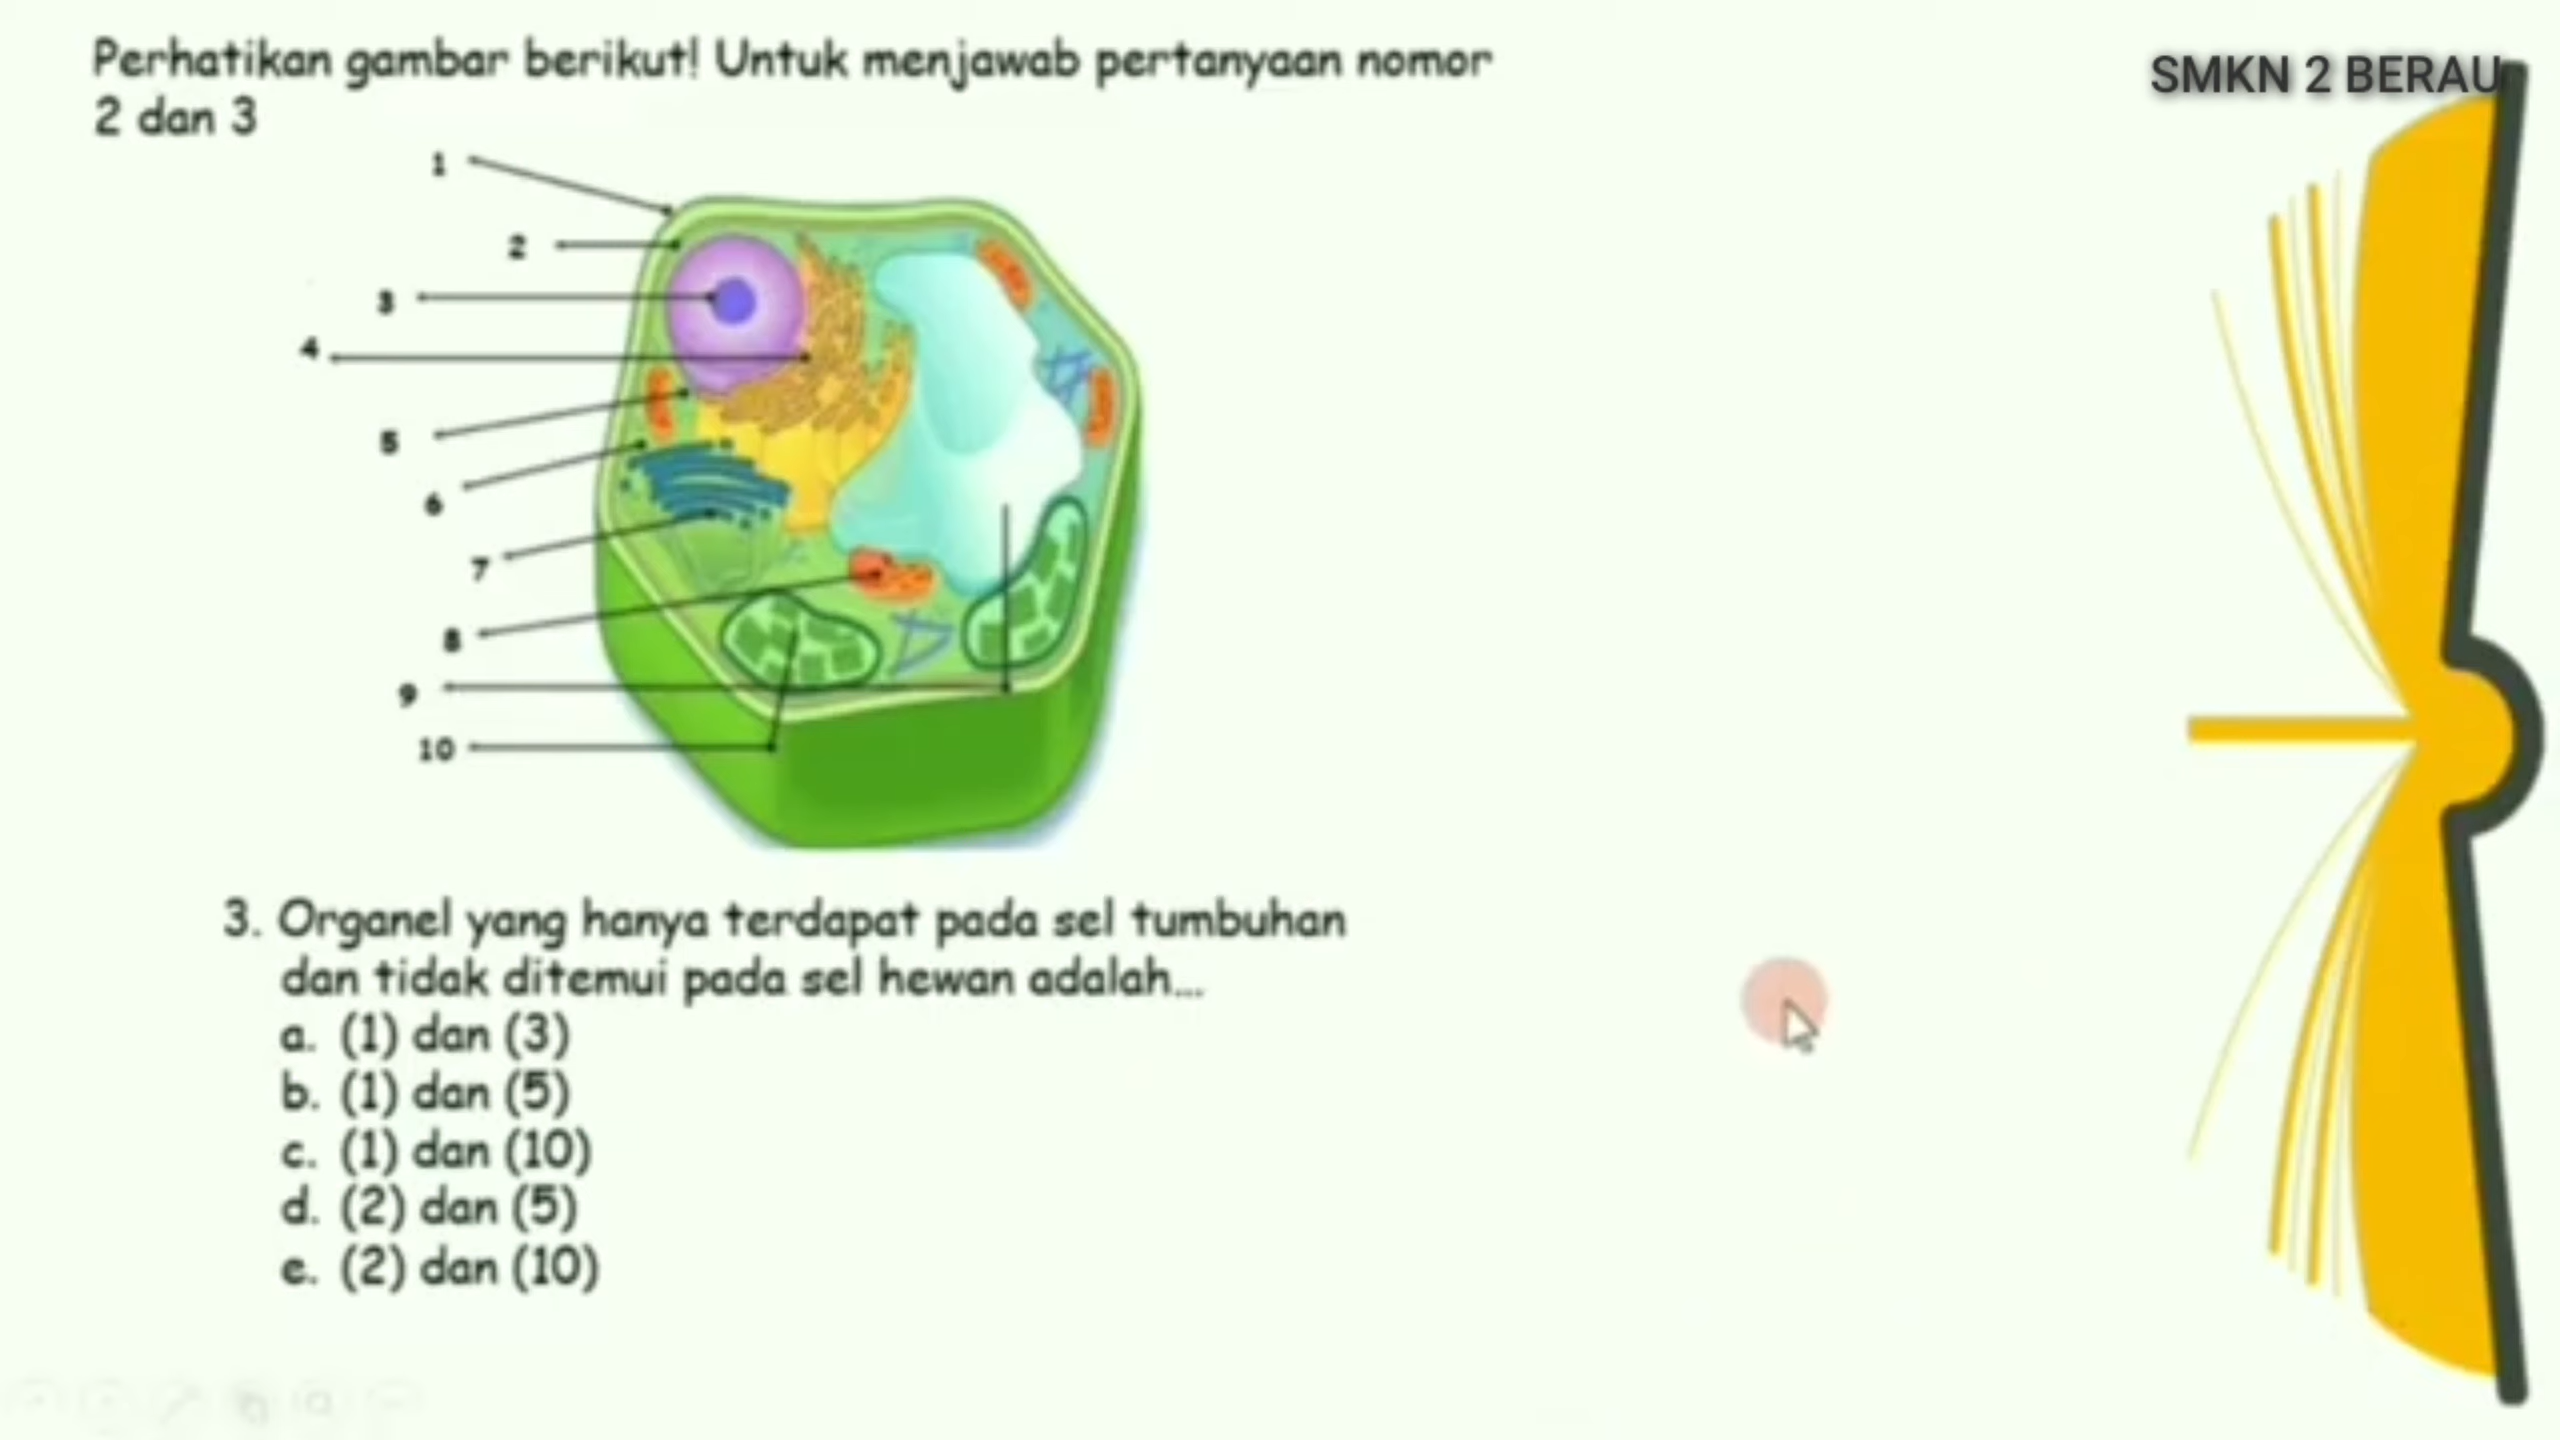 Perhatikan gambar berikut! Untuk menjawab pertanyaan nomor
2 dan 3
SMKN 2 BERAU
1
2
3
4
5
6
7
8
9
10
3. Organel yang hanya terdapat pada sel tumbuhan
dan tidak ditemui pada sel hewan adalah...
a. (1) dan (3)
b. (1) dan (5)
c. (1) dan (10)
d. (2) dan (5)
e. (2) dan (10)